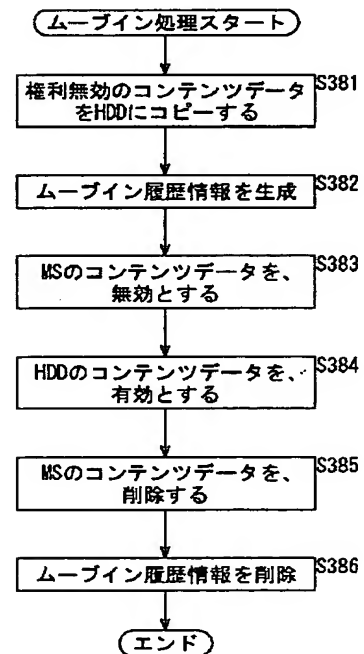 ムーブイン処理スタート
S381
権利無効のコンテンツデータ
をHDDにコピーする
S382
ムーブイン履歴情報を生成
S383
MSのコンテンツデータを、
無効とする
S384
HDDのコンテンツデータを、
有効とする
S385
MSのコンテンツデータを、
削除する
S386
ムーブイン履歴情報を削除
エンド